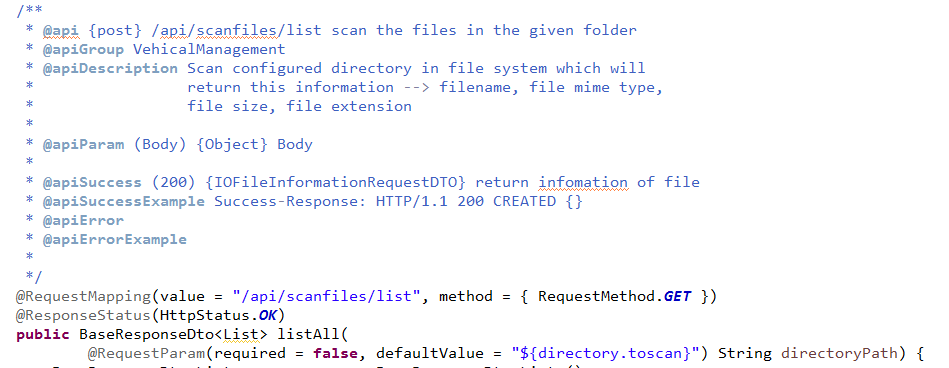 /**
* @api {post} /api/scanfiles/list scan the files in the given folder
* @apiGroup VehicalManagement
* @apiDescription Scan configured directory in file system which will
*                 return this information --> filename, file mime type,
*                 file size, file extension
*
* @apiParam (Body) {Object} Body
*
* @apiSuccess (200) {IOFileInformationRequestDTO} return infomation of file
* @apiSuccessExample Success-Response: HTTP/1.1 200 CREATED {}
* @apiError
* @apiErrorExample
*
*/
@RequestMapping(value = "/api/scanfiles/list", method = { RequestMethod.GET })
@ResponseStatus(HttpStatus.OK)
public BaseResponseDto<List> listAll(
@RequestParam(required = false, defaultValue = "${directory.toscan}") String directoryPath) {